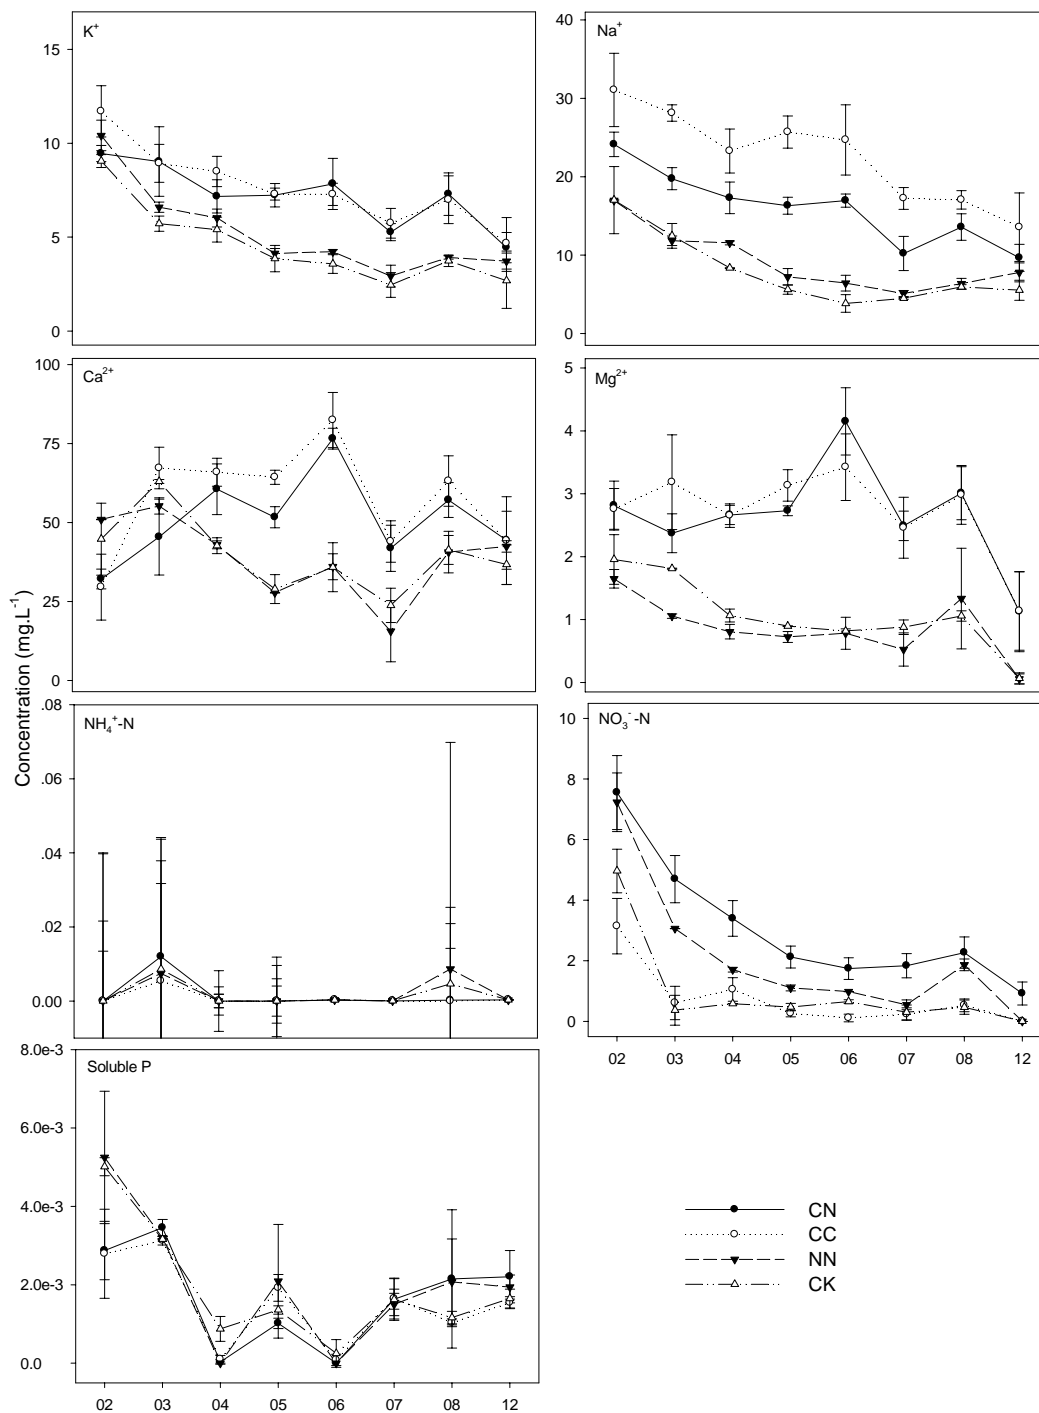 K+
15
10
5
0
Na+
40
30
20
10
0
Ca2+
100
75
50
25
0
Mg2+
5
4
3
2
1
0
Concentration (mg.L-1)
NH4+-N
.08
.06
.04
.02
0.00
NO3--N
10
8
6
4
2
0
02 03 04 05 06 07 08 12
Soluble P
8.0e-3
6.0e-3
4.0e-3
2.0e-3
0.0
02 03 04 05 06 07 08 12
CN
CC
NN
CK